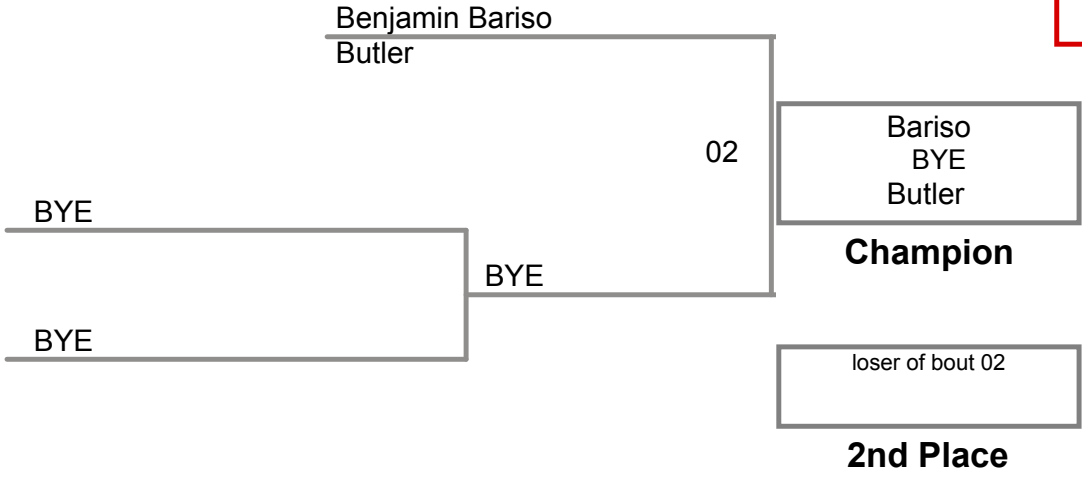 Benjamin Bariso
Butler
02
Bariso
BYE
Butler
BYE
Champion
BYE
BYE
loser of bout 02
2nd Place